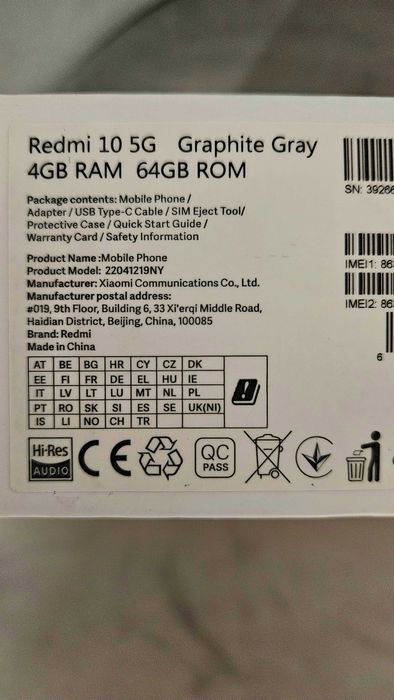 Redmi 10 5G Graphite Gray
4GB RAM 64GB ROM
Package contents: Mobile Phone /
Adapter / USB Type-C Cable / SIM Eject Tool/
Protective Case / Quick Start Guide /
Warranty Card / Safety Information
Product Name :Mobile Phone
Product Model: 22041219NY
Manufacturer: Xiaomi Communications Co., Ltd.
Manufacturer postal address:
#019, 9th Floor, Building 6, 33 Xi'erqi Middle Road,
Haidian District, Beijing, China, 100085
Brand: Redmi
Made in China
AT BE BG HR CY CZ DK
EE FI FR DE EL HU IE
IT LV LT LU MT NL PL
PT RO SK SI ES SE UK(NI)
IS LI NO CH TR
SN: 3926
IMEI1: 86
IMEI2: 86
6
Hi-Res
AUDIO
CE
QC
PASS